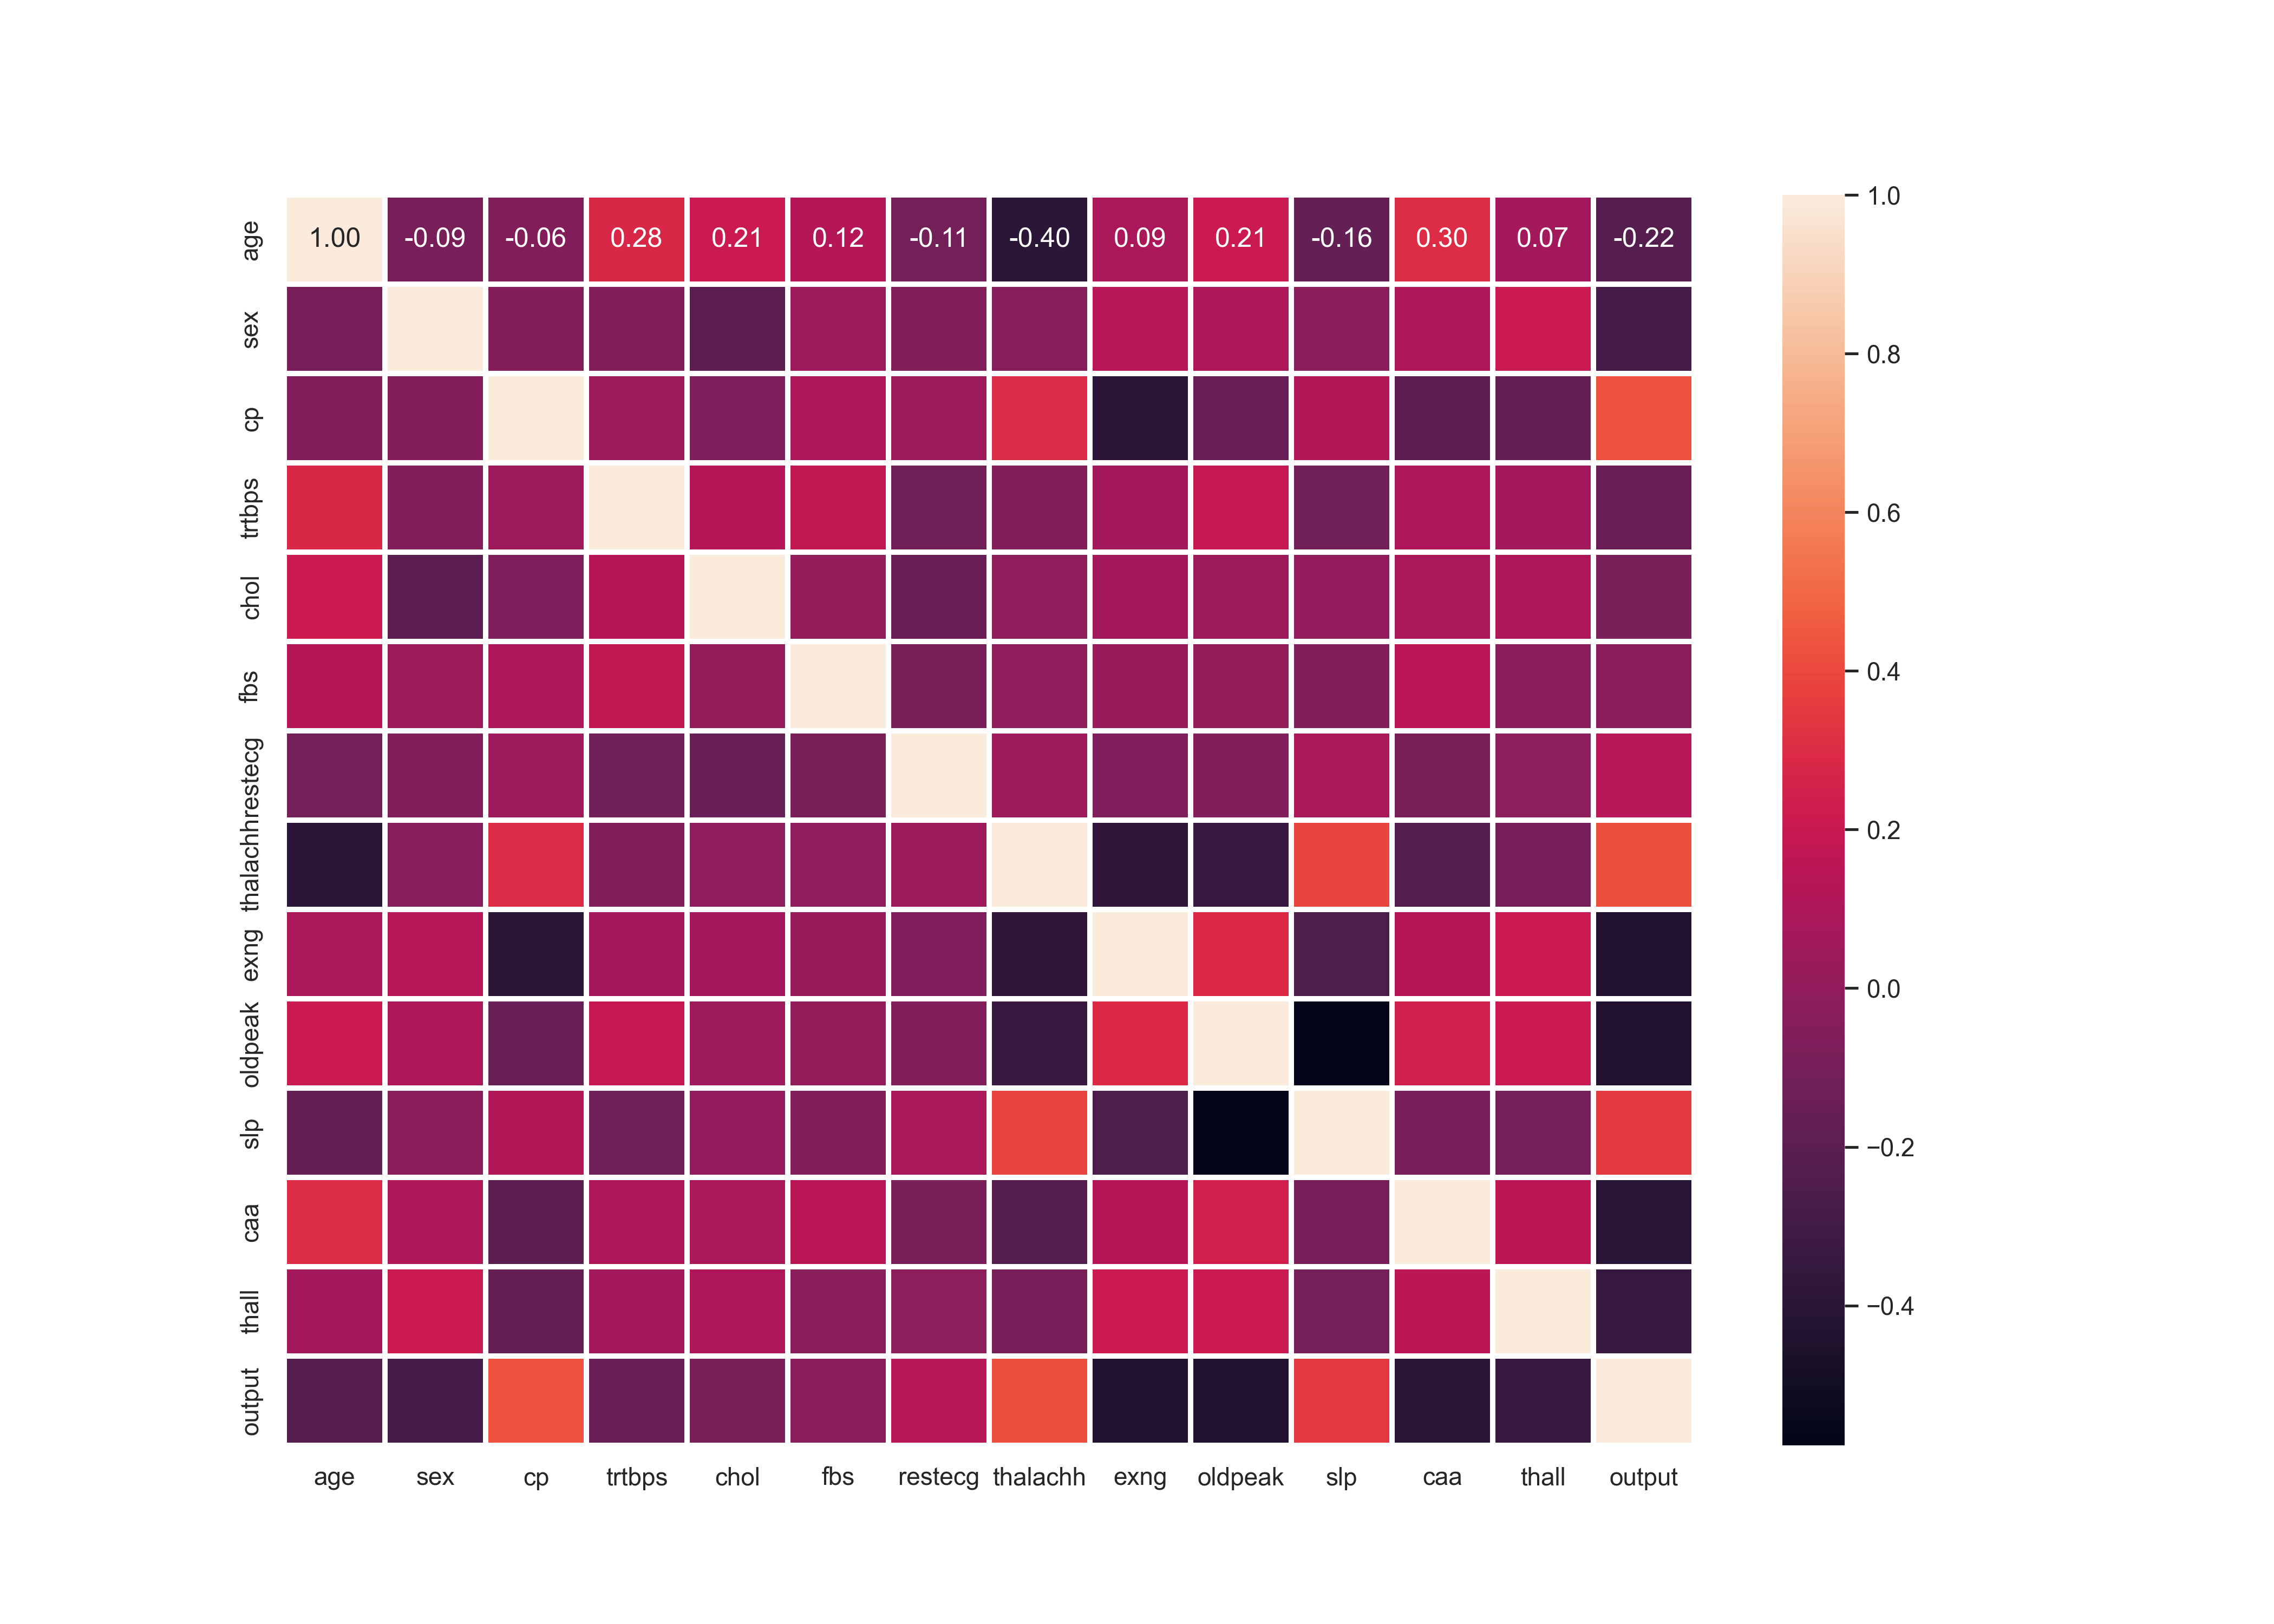 age 1.00 -0.09 -0.06 0.28 0.21 0.12 -0.11 -0.40 0.09 0.21 -0.16 0.30 0.07 -0.22
sex
cp
trtbps
chol
fbs
restecg
thalachh
exng
oldpeak
slp
caa
thall
output
age sex cp trtbps chol fbs restecg thalachh exng oldpeak slp caa thall output
1.0
0.8
0.6
0.4
0.2
0.0
−0.2
−0.4